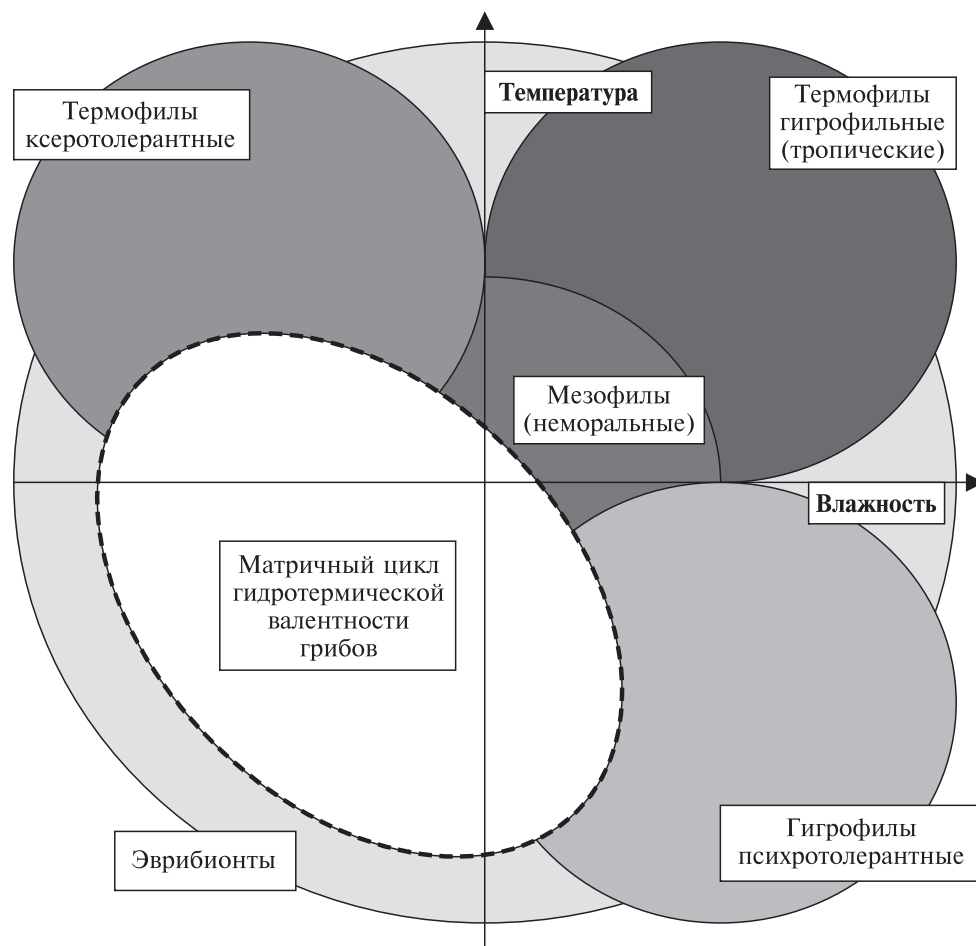 Термофилы
ксеротолерантные
Температура
Термофилы
гигрофильные
(тропические)
Мезофилы
(неморальные)
Влажность
Матричный цикл
гидротермической
валентности
грибов
Эврибионты
Гигрофилы
психротолерантные